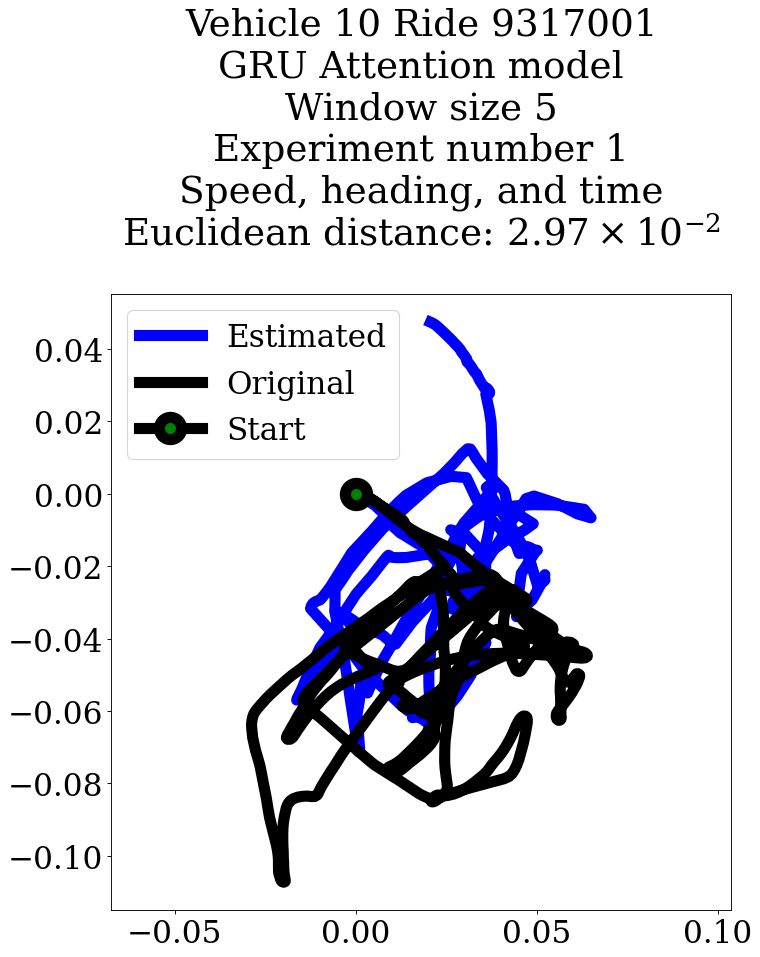 Vehicle 10 Ride 9317001
GRU Attention model
Window size 5
Experiment number 1
Speed, heading, and time
Euclidean distance: 2.97 × 10⁻²
Estimated
Original
Start
0.04
0.02
0.00
−0.02
−0.04
−0.06
−0.08
−0.10
−0.05 0.00 0.05 0.10